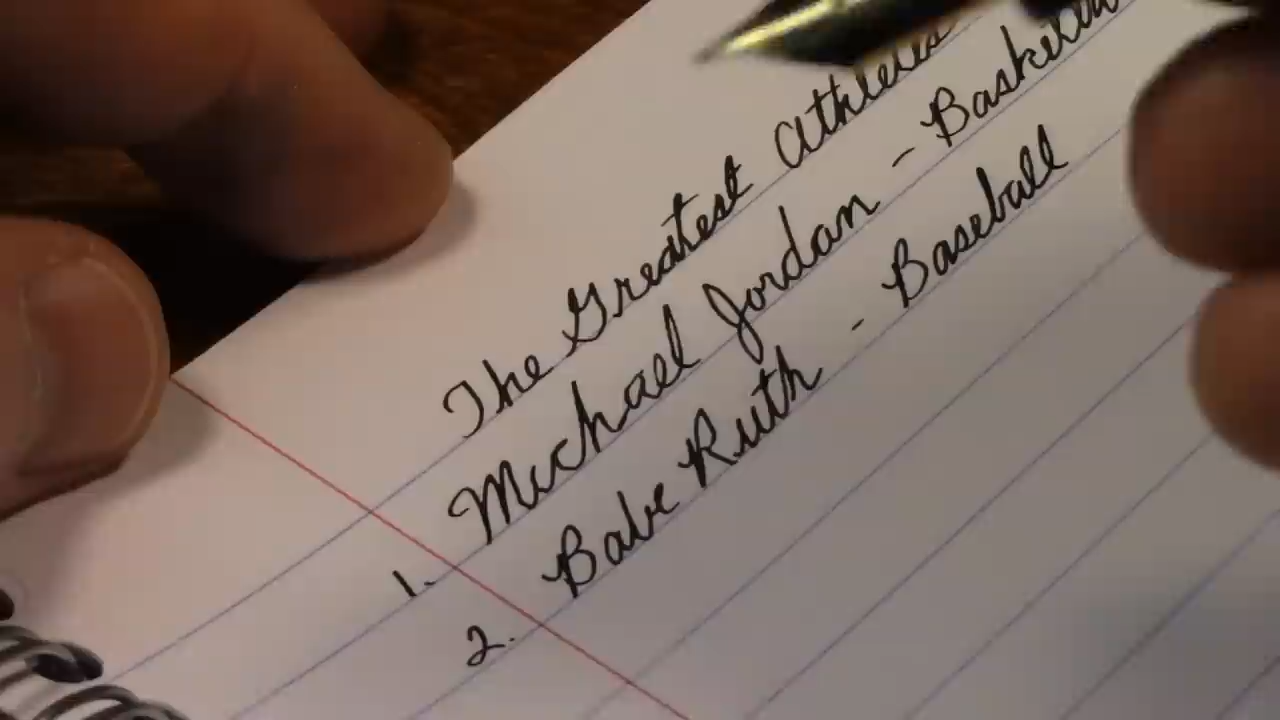 The Greatest Athletes
1. Michael Jordan - Basketball
2. Babe Ruth - Baseball